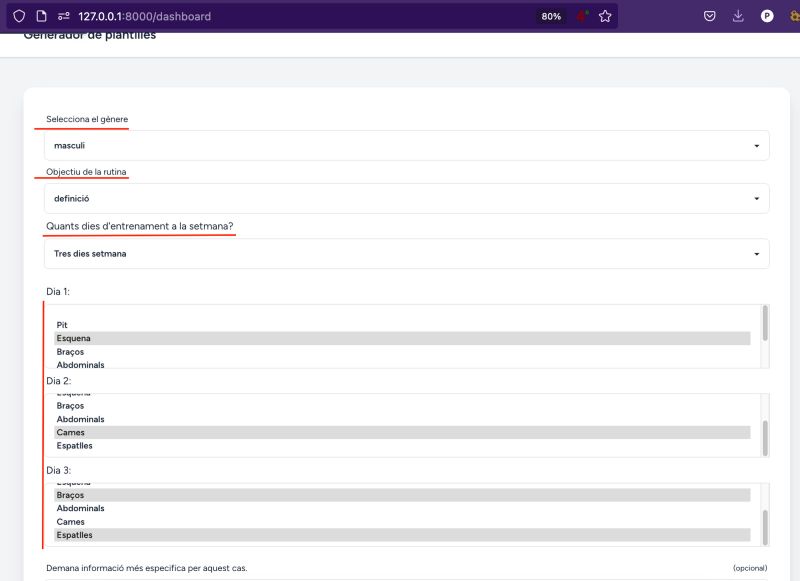 127.0.0.1:8000/dashboard
80%
P
Generador de plantilles
Selecciona el gènere
masculí
Objectiu de la rutina
definició
Quants dies d'entrenament a la setmana?
Tres dies setmana
Dia 1:
Pit
Esquena
Braços
Abdominals
Dia 2:
Esquena
Braços
Abdominals
Cames
Espatlles
Dia 3:
Esquena
Braços
Abdominals
Cames
Espatlles
Demana informació més especifica per aquest cas.
(opcional)